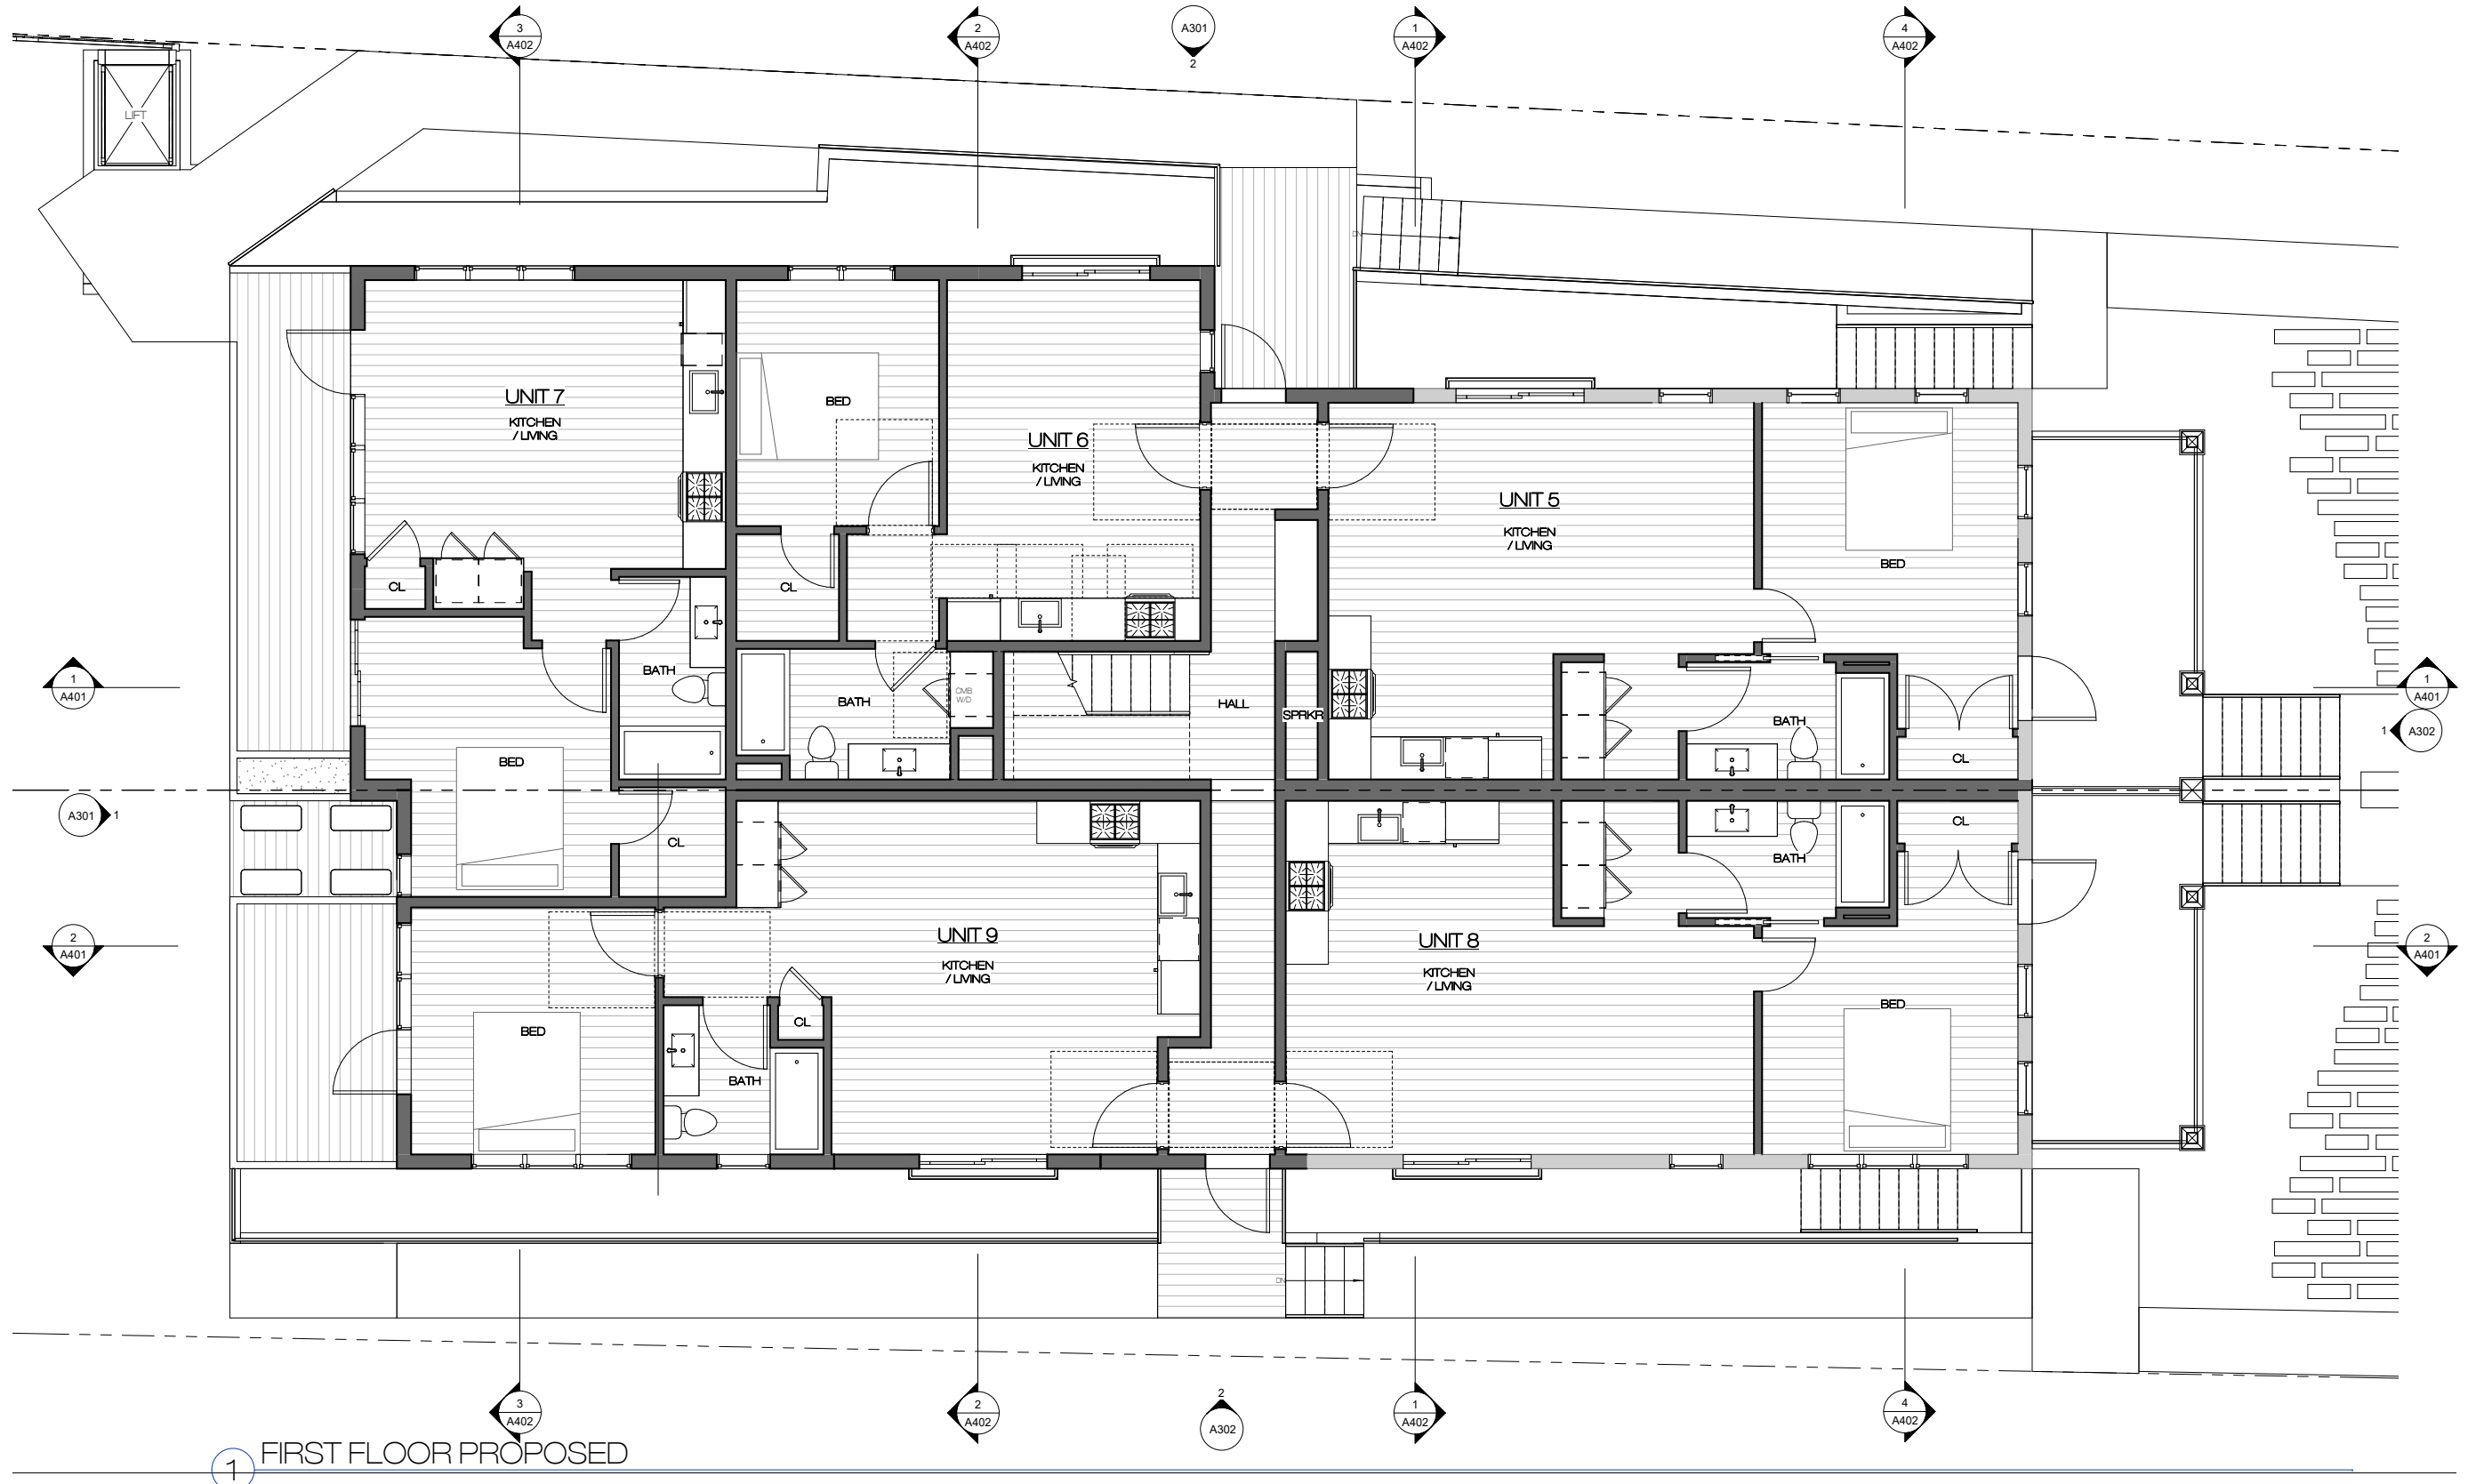 3
A402
2
A402
A301
2
1
A402
4
A402
LIFT
DN
UNIT 7
KITCHEN
/ LIVING
BED
UNIT 6
KITCHEN
/ LIVING
UNIT 5
KITCHEN
/ LIVING
BED
CL
CL
BATH
BATH
CMB
W/D
HALL
SPRKR
BATH
CL
1
A401
1
A401
1
A302
BED
A301
1
CL
CL
BATH
2
A401
UNIT 9
KITCHEN
/ LIVING
UNIT 8
KITCHEN
/ LIVING
2
A401
BED
CL
BED
BATH
DN
3
A402
2
A402
2
A302
1
A402
4
A402
1
FIRST FLOOR PROPOSED